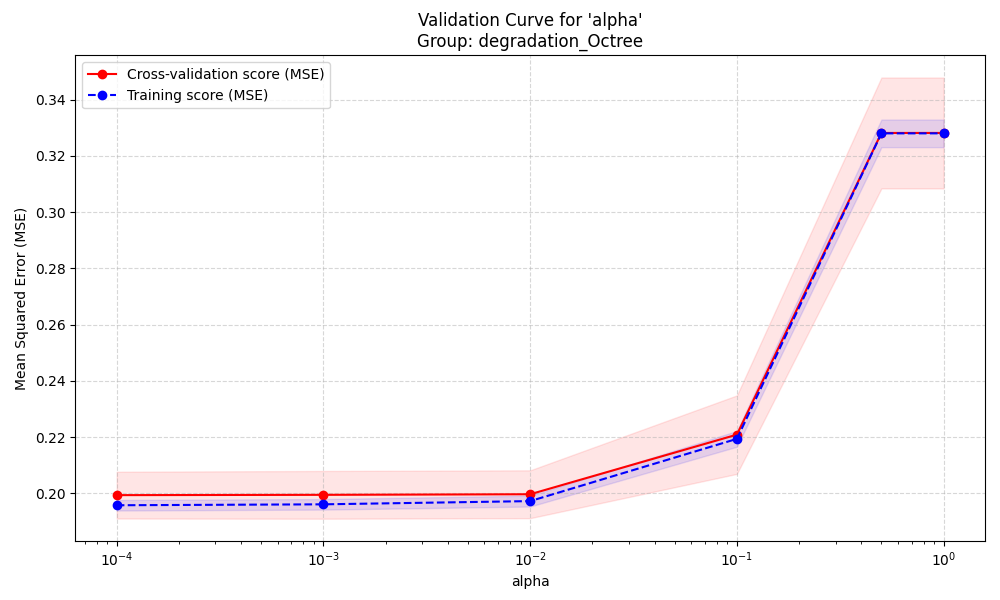 Validation Curve for 'alpha'
Group: degradation_Octree
Cross-validation score (MSE)
Training score (MSE)
Mean Squared Error (MSE)
0.34
0.32
0.30
0.28
0.26
0.24
0.22
0.20
10⁻⁴
10⁻³
10⁻²
10⁻¹
10⁰
alpha